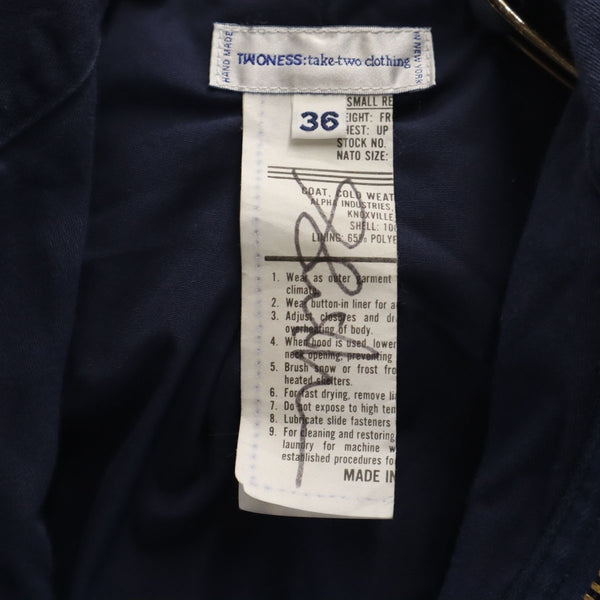 HAND MADE
TWONESS:take-two clothing
IN NEW YORK
36
SMALL RE
EIGHT: FR
HEST: UP
STOCK NO.
NATO SIZE:
COAT, COLD WEAT
ALPHA INDUSTRIES,
KNOXVILLE,
SHELL: 100
LINING: 65% POLYE
1. Wear as outer garment
climate.
2. Wear button-in liner for a
3. Adjust closures and dr
overheating of body.
4. When hood is used, lower
neck opening, preventing
5. Brush snow or frost fro
heated shelters.
6. For fast drying, remove li
7. Do not expose to high tem
8. Lubricate slide fasteners
9. For cleaning and restoring,
laundry for machine w
established procedures fo
MADE IN